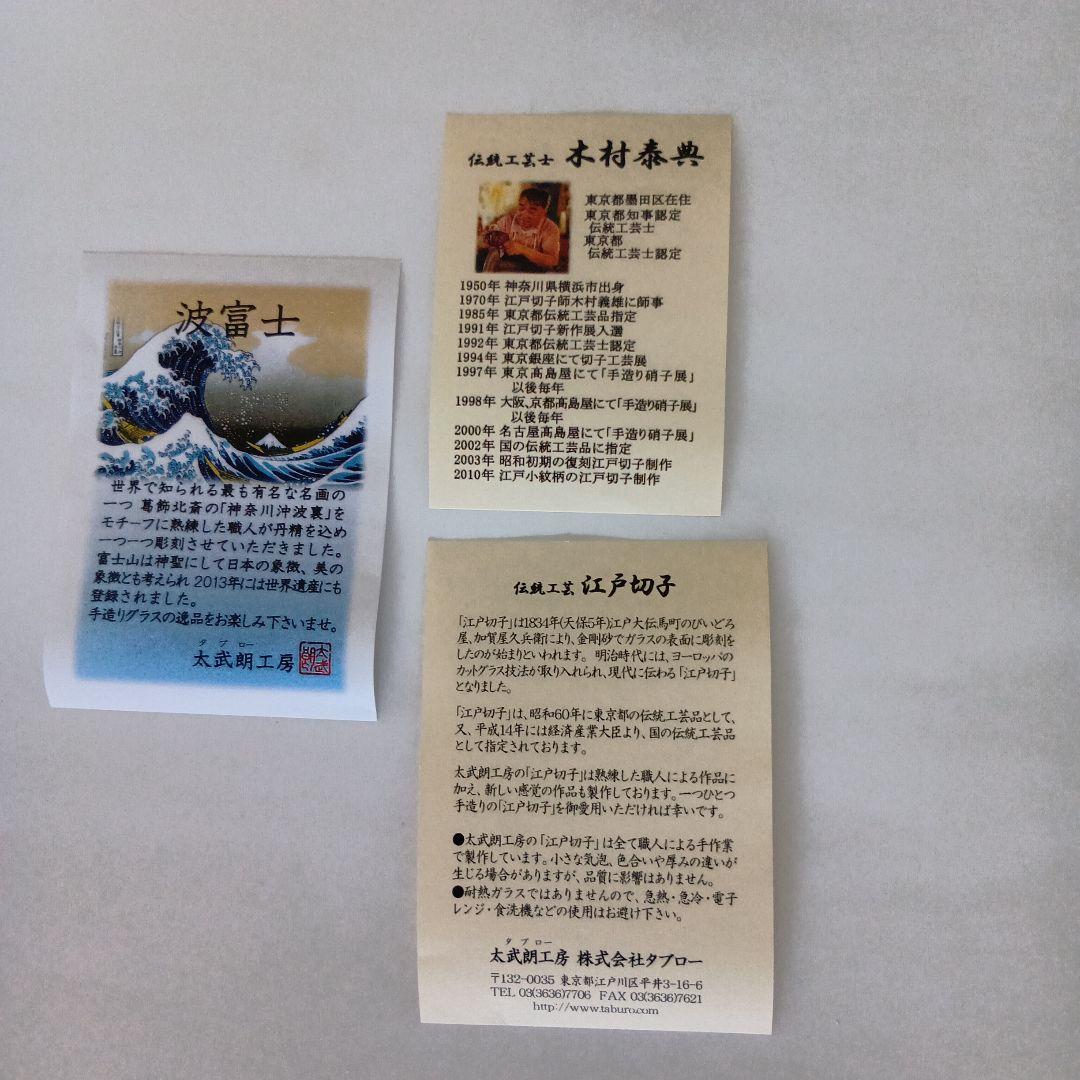 波富士
世界で知られる最も有名な名画の
一つ 葛飾北斎の「神奈川沖波裏」を
モチーフに熟練した職人が丹精を込め
一つ一つ彫刻させていただきました。
富士山は神聖にして日本の象徴、美の
象徴とも考えられ 2013年には世界遺産にも
登録されました。
手造りグラスの逸品をお楽しみ下さいませ。
タブロー
太武朗工房
伝統工芸士 木村泰典
東京都墨田区在住
東京都知事認定
伝統工芸士
東京都
伝統工芸士認定
1950年 神奈川県横浜市出身
1970年 江戸切子師木村義雄に師事
1985年 東京都伝統工芸品指定
1991年 江戸切子新作展入選
1992年 東京都伝統工芸士認定
1994年 東京銀座にて切子工芸展
1997年 東京髙島屋にて「手造り硝子展」
以後毎年
1998年 大阪、京都髙島屋にて「手造り硝子展」
以後毎年
2000年 名古屋髙島屋にて「手造り硝子展」
2002年 国の伝統工芸品に指定
2003年 昭和初期の復刻江戸切子制作
2010年 江戸小紋柄の江戸切子制作
伝統工芸 江戸切子
「江戸切子」は1834年(天保5年)江戸大伝馬町のびいどろ
屋、加賀屋久兵衛により、金剛砂でガラスの表面に彫刻を
したのが始まりといわれます。 明治時代には、ヨーロッパの
カットグラス技法が取り入れられ、現代に伝わる「江戸切子」
となりました。
「江戸切子」は、昭和60年に東京都の伝統工芸品として、
又、平成14年には経済産業大臣より、国の伝統工芸品
として指定されております。
太武朗工房の「江戸切子」は熟練した職人による作品に
加え、新しい感覚の作品も製作しております。一つひとつ
手造りの「江戸切子」を御愛用いただければ幸いです。
●太武朗工房の「江戸切子」は全て職人による手作業
で製作しています。小さな気泡、色合いや厚みの違いが
生じる場合がありますが、品質に影響はありません。
●耐熱ガラスではありませんので、急熱・急冷・電子
レンジ・食洗機などの使用はお避け下さい。
タブロー
太武朗工房 株式会社タブロー
〒132-0035 東京都江戸川区平井3-16-6
TEL 03(3636)7706 FAX 03(3636)7621
http://www.taburo.com